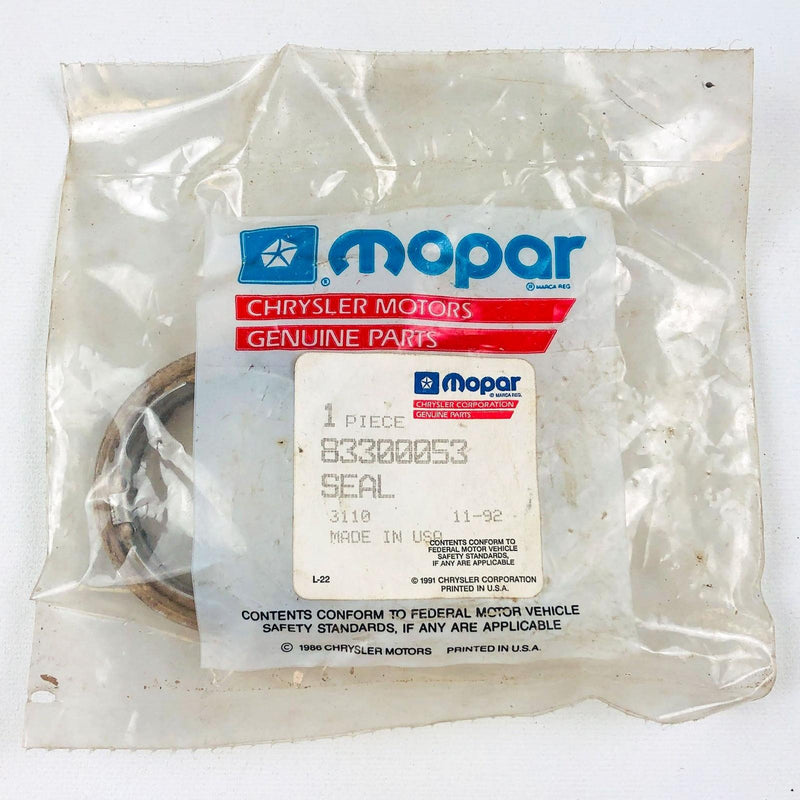 mopar
® ® MARCA REG.
CHRYSLER MOTORS
GENUINE PARTS
mopar
® MARCA REG.
CHRYSLER CORPORATION
GENUINE PARTS
1 PIECE
83300053
SEAL
3110 11-92
MADE IN USA
CONTENTS CONFORM TO
FEDERAL MOTOR VEHICLE
SAFETY STANDARDS,
IF ANY ARE APPLICABLE
L-22 © 1991 CHRYSLER CORPORATION
PRINTED IN U.S.A.
CONTENTS CONFORM TO FEDERAL MOTOR VEHICLE
SAFETY STANDARDS, IF ANY ARE APPLICABLE
© 1986 CHRYSLER MOTORS PRINTED IN U.S.A.